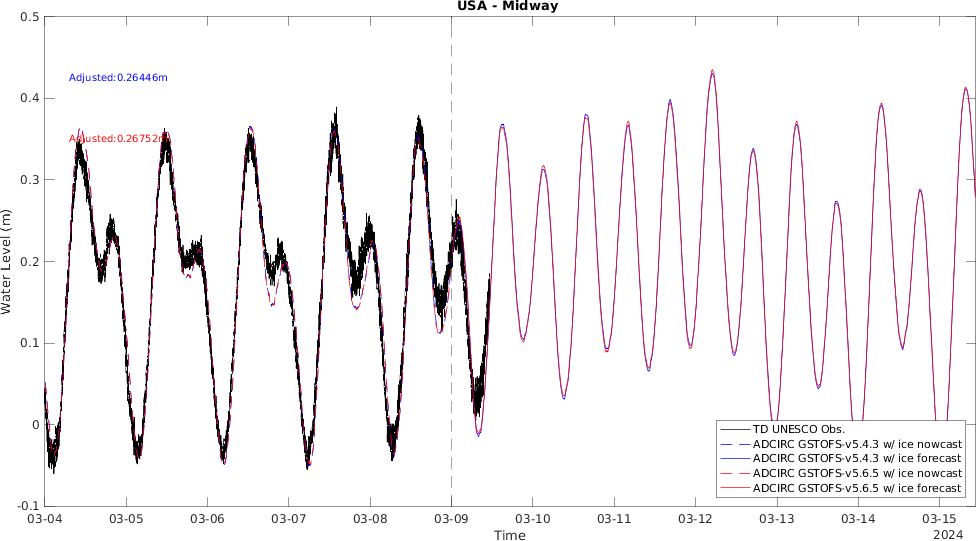 USA - Midway
0.5
Adjusted:0.26446m
0.4
Adjusted:0.26752m
0.3
0.2
0.1
0
-0.1
Water Level (m)
TD UNESCO Obs.
ADCIRC GSTOFS-v5.4.3 w/ ice nowcast
ADCIRC GSTOFS-v5.4.3 w/ ice forecast
ADCIRC GSTOFS-v5.6.5 w/ ice nowcast
ADCIRC GSTOFS-v5.6.5 w/ ice forecast
03-04 03-05 03-06 03-07 03-08 03-09 03-10 03-11 03-12 03-13 03-14 03-15
Time
2024